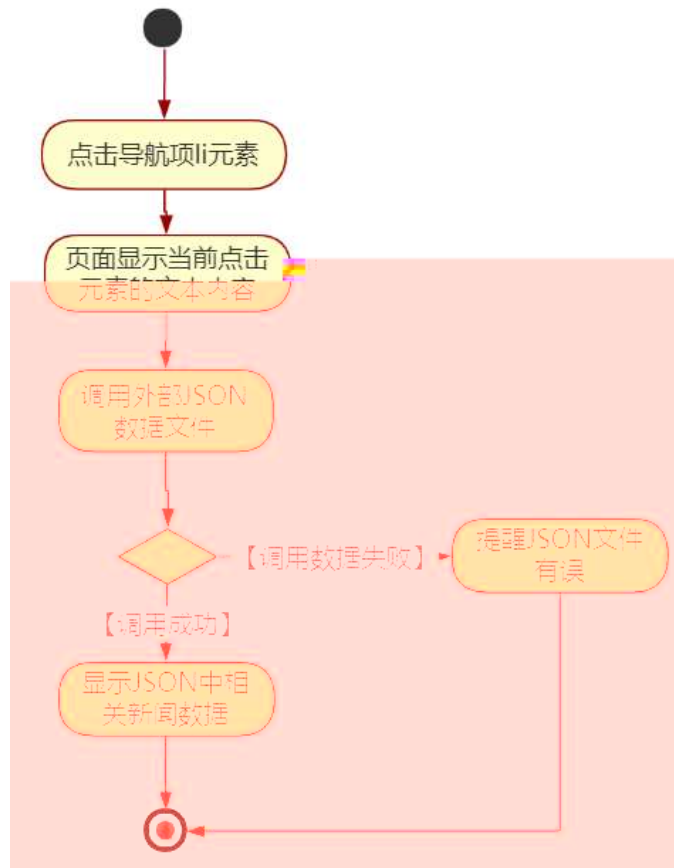 点击导航项li元素
页面显示当前点击
元素的文本内容
调用外部JSON
数据文件
【调用数据失败】
提醒JSON文件
有误
【调用成功】
显示JSON中相
关新闻数据